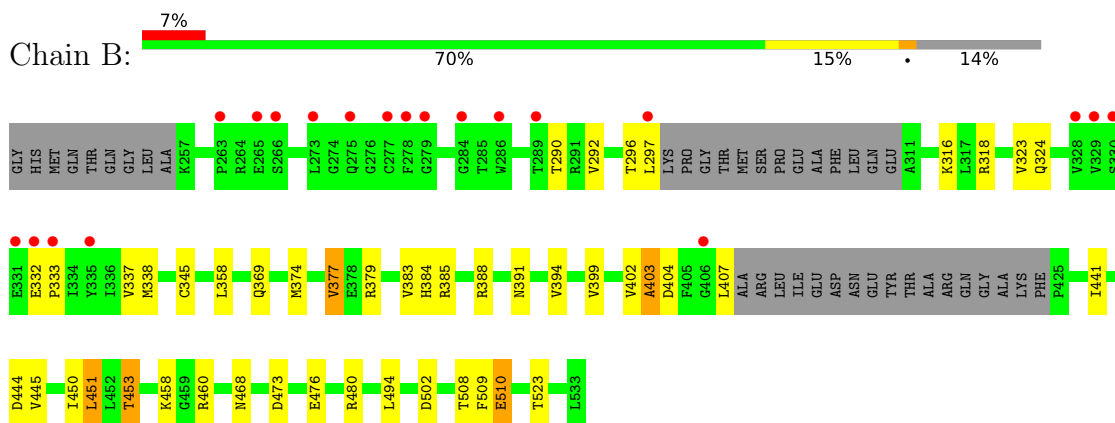 7%
Chain B:
70% 15% • 14%
GLY HIS MET GLN THR GLN GLY LEU ALA K257 P263 R264 E265 S266 L273 G274 Q275 G276 C277 F278 G279 G284 T285 W286 T289 T290 R291 V292 T296 L297 LYS PRO GLY THR MET SER PRO GLU ALA PHE LEU GLN GLU A311 K316 L317 R318 V323 Q324 V328 V329 S330
E331 E332 P333 I334 Y335 I336 V337 M338 C345 L358 Q369 M374 V377 E378 R379 V383 H384 R385 R388 N391 V394 V399 V402 A403 D404 F405 G406 L407 ALA ARG LEU ILE GLU ASP ASN GLU TYR THR ALA ARG GLN GLY ALA LYS PHE P425 I441
D444 V445 I450 L451 L452 T453 K458 G459 R460 N468 D473 E476 R480 L494 D502 T508 F509 E510 T523 L533